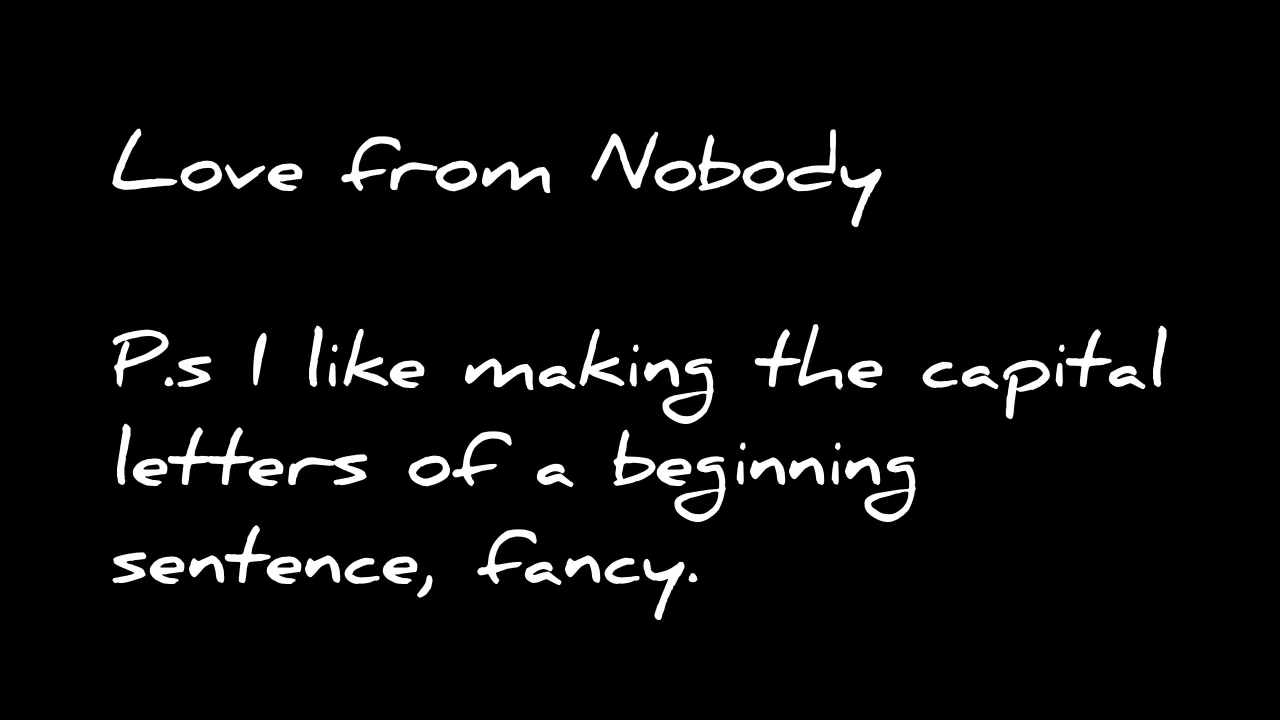 Love from Nobody
P.s I like making the capital
letters of a beginning
sentence, fancy.